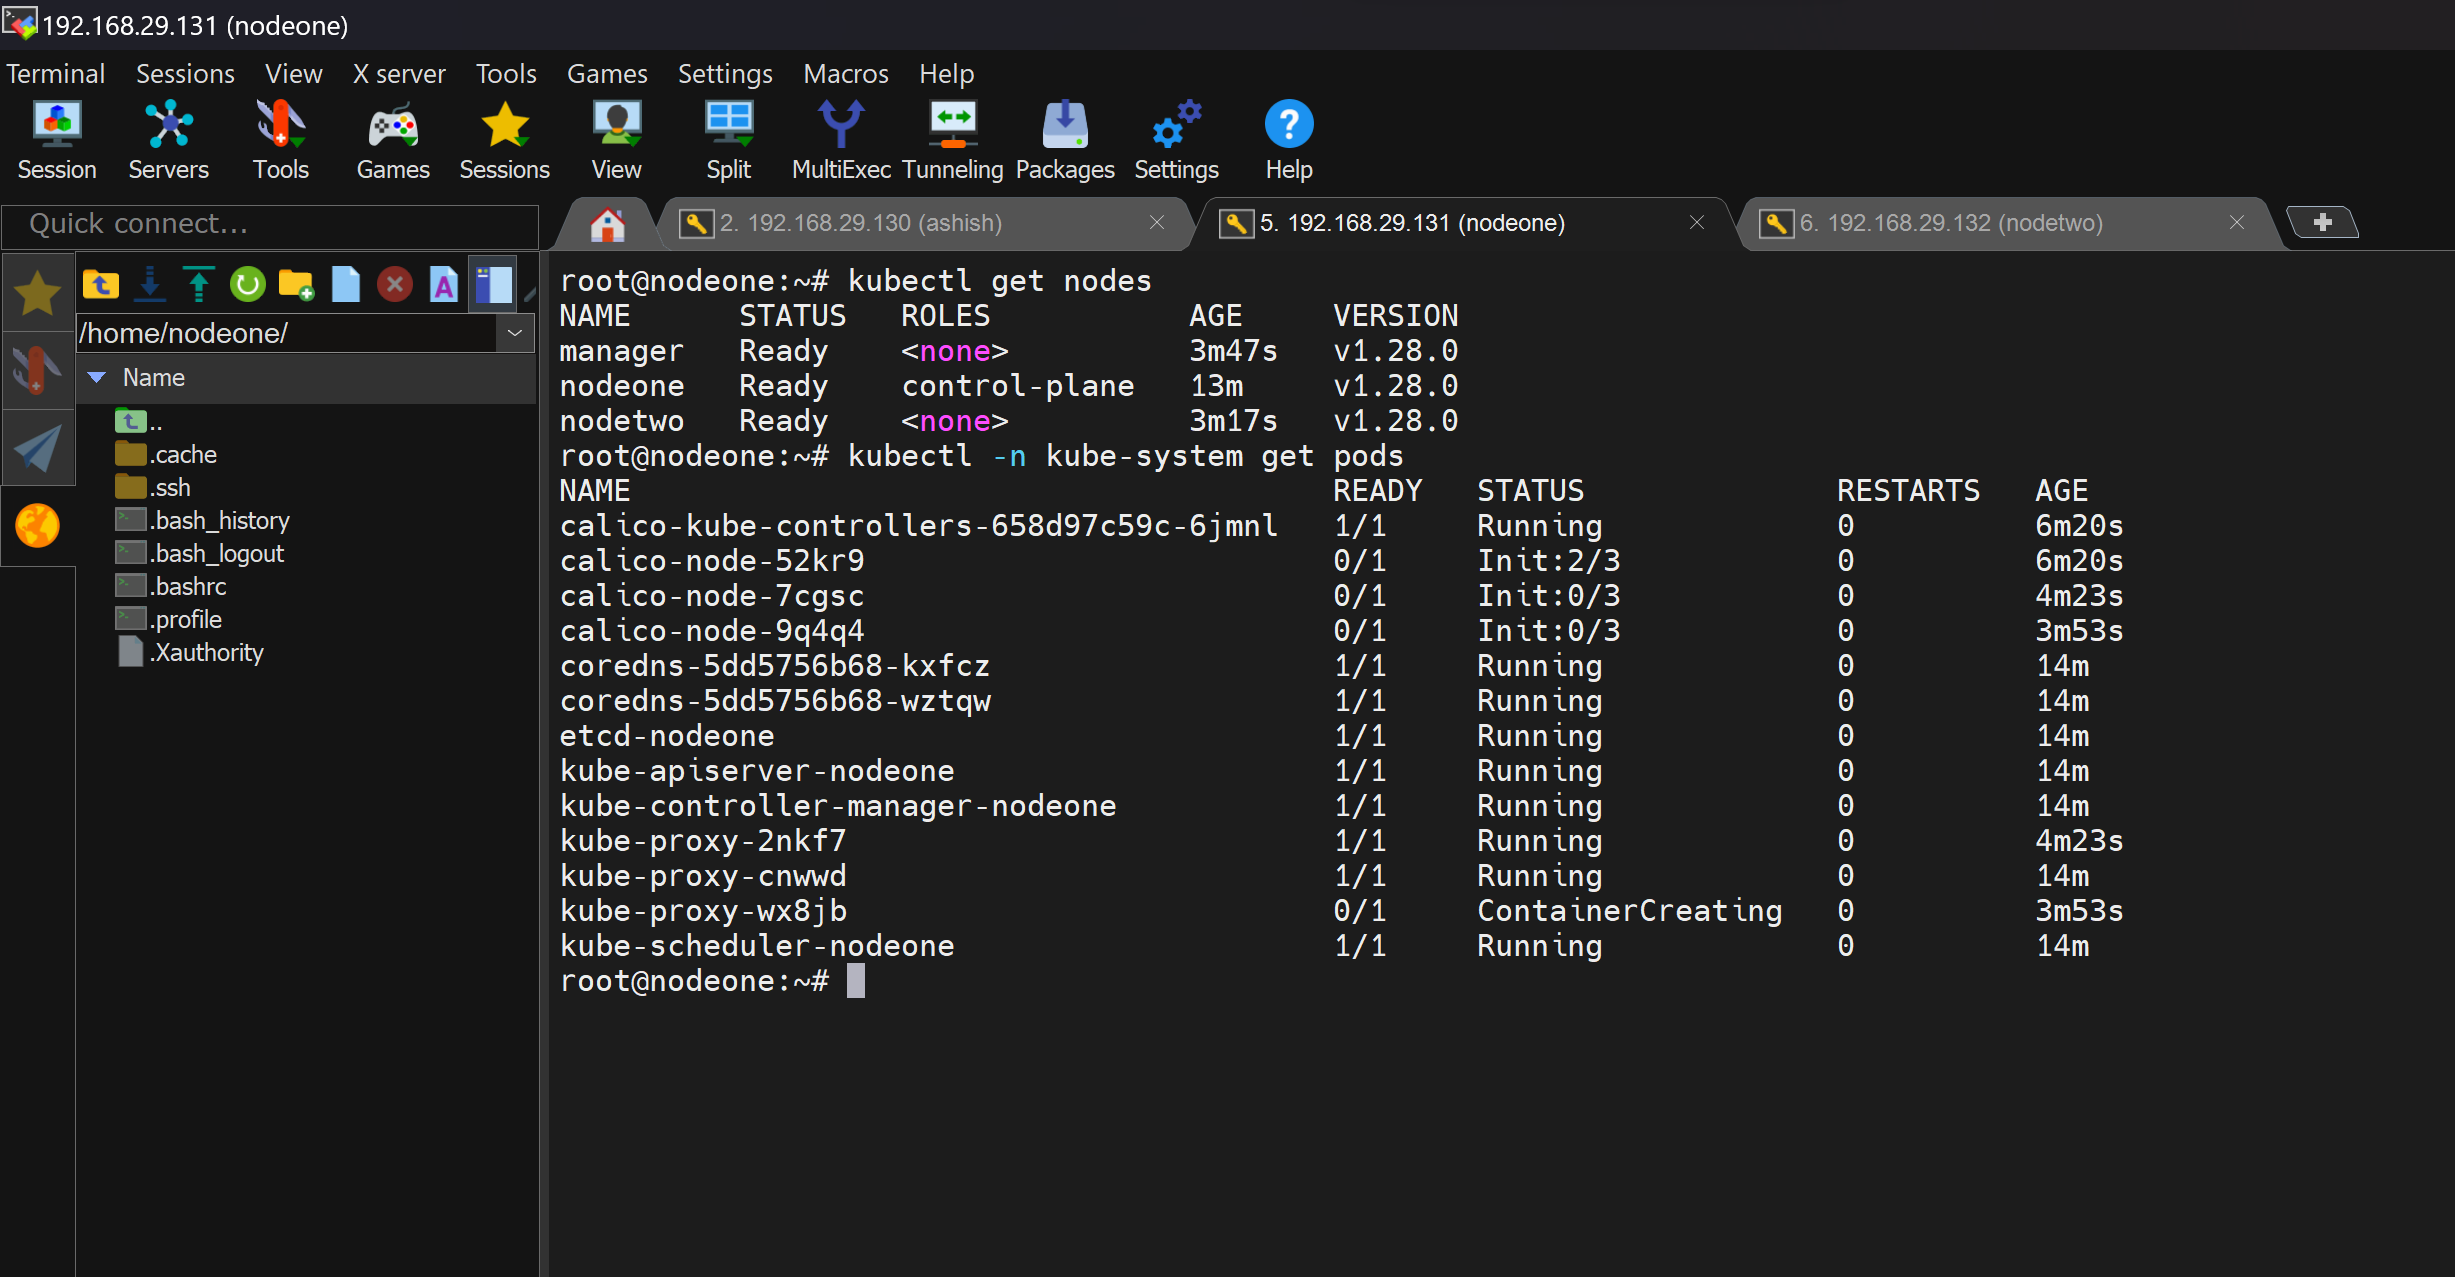 192.168.29.131 (nodeone)
Terminal Sessions View X server Tools Games Settings Macros Help
Session Servers Tools Games Sessions View Split MultiExec Tunneling Packages Settings Help
Quick connect...
2. 192.168.29.130 (ashish) 5. 192.168.29.131 (nodeone) 6. 192.168.29.132 (nodetwo)
/home/nodeone/
Name
..
.cache
.ssh
.bash_history
.bash_logout
.bashrc
.profile
.Xauthority
root@nodeone:~# kubectl get nodes
NAME STATUS ROLES AGE VERSION
manager Ready <none> 3m47s v1.28.0
nodeone Ready control-plane 13m v1.28.0
nodetwo Ready <none> 3m17s v1.28.0
root@nodeone:~# kubectl -n kube-system get pods
NAME READY STATUS RESTARTS AGE
calico-kube-controllers-658d97c59c-6jmnl 1/1 Running 0 6m20s
calico-node-52kr9 0/1 Init:2/3 0 6m20s
calico-node-7cgsc 0/1 Init:0/3 0 4m23s
calico-node-9q4q4 0/1 Init:0/3 0 3m53s
coredns-5dd5756b68-kxfcz 1/1 Running 0 14m
coredns-5dd5756b68-wztqw 1/1 Running 0 14m
etcd-nodeone 1/1 Running 0 14m
kube-apiserver-nodeone 1/1 Running 0 14m
kube-controller-manager-nodeone 1/1 Running 0 14m
kube-proxy-2nkf7 1/1 Running 0 4m23s
kube-proxy-cnwwd 1/1 Running 0 14m
kube-proxy-wx8jb 0/1 ContainerCreating 0 3m53s
kube-scheduler-nodeone 1/1 Running 0 14m
root@nodeone:~#